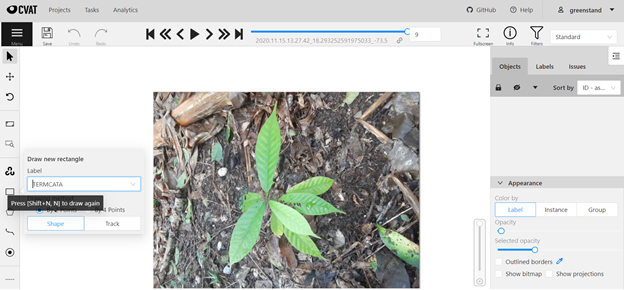 CVAT Projects Tasks Analytics GitHub Help greenstand
Menu Save Undo Redo 2020.11.15.13.27.42_18.29325259197503​3_-73.5 9 Fullscreen Info Filters Standard
Objects Labels Issues
Sort by ID - as...
Draw new rectangle
Label
TERMCATA
Press [Shift+N, N] to draw again
By 4 Points
Shape Track
Appearance
Color by
Label Instance Group
Opacity
Selected opacity
Outlined borders
Show bitmap Show projections